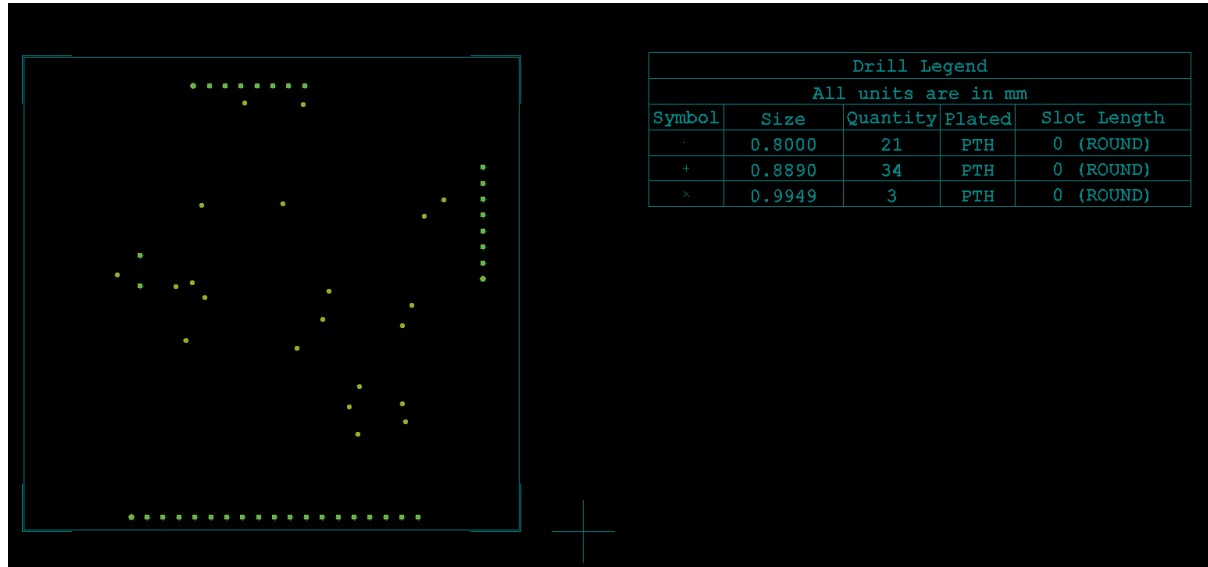 Drill Legend
All units are in mm
Symbol Size Quantity Plated Slot Length
- 0.8000 21 PTH 0 (ROUND)
+ 0.8890 34 PTH 0 (ROUND)
× 0.9949 3 PTH 0 (ROUND)